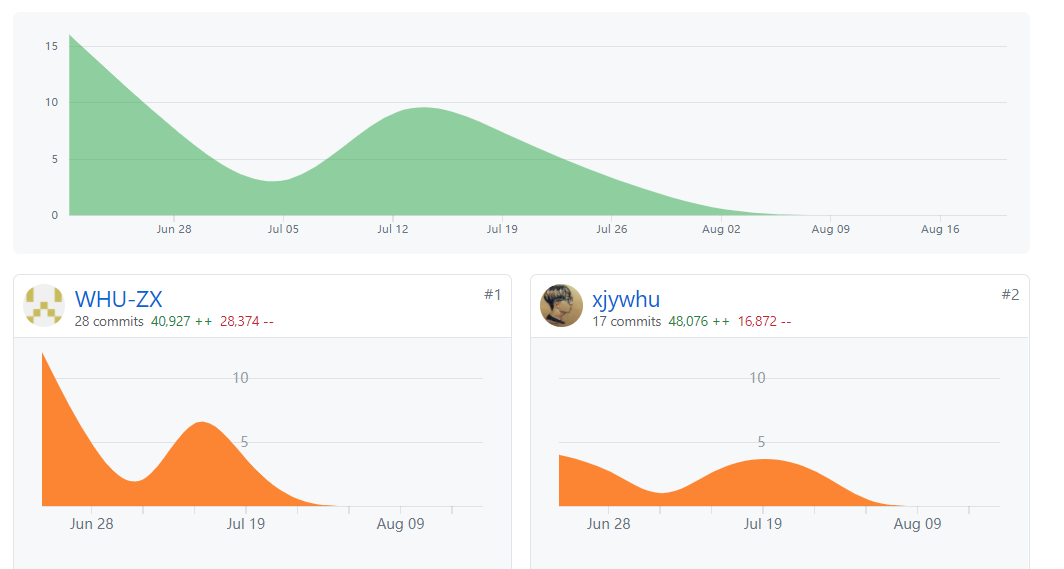 15
10
5
0
Jun 28 Jul 05 Jul 12 Jul 19 Jul 26 Aug 02 Aug 09 Aug 16
WHU-ZX #1
28 commits 40,927 ++ 28,374 --
10
5
Jun 28 Jul 19 Aug 09
xjywhu #2
17 commits 48,076 ++ 16,872 --
10
5
Jun 28 Jul 19 Aug 09